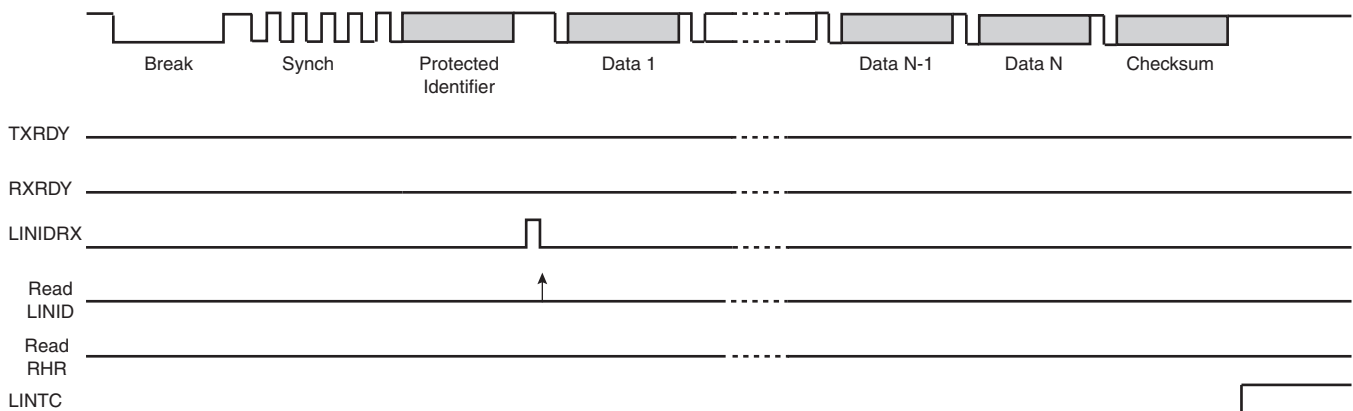 Break Synch Protected Identifier Data 1 Data N-1 Data N Checksum
TXRDY
RXRDY
LINIDRX
Read
LINID
Read
RHR
LINTC